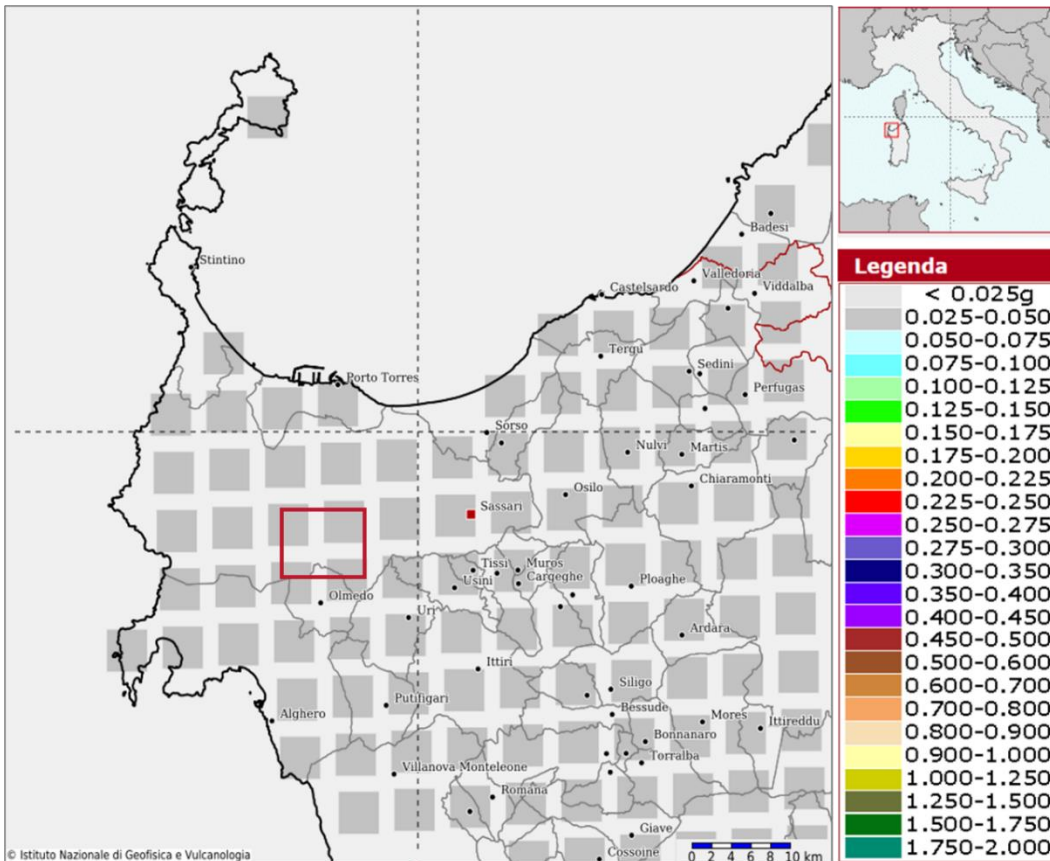 Stintino
Badesi
Valledoria
Viddalba
Castelsardo
Tergu
Sedini
Perfugas
Porto Torres
Sorso
Nulvi
Martis
Chiaramonti
Osilo
Sassari
Tissi
Muros
Usini
Cargeghe
Ploaghe
Olmedo
Uri
Ardara
Ittiri
Siligo
Putifigari
Bessude
Mores
Ittireddu
Alghero
Bonnanaro
Torralba
Villanova Monteleone
Romana
Giave
Cossoine
0 2 4 6 8 10 km
© Istituto Nazionale di Geofisica e Vulcanologia
Legenda
< 0.025g
0.025-0.050
0.050-0.075
0.075-0.100
0.100-0.125
0.125-0.150
0.150-0.175
0.175-0.200
0.200-0.225
0.225-0.250
0.250-0.275
0.275-0.300
0.300-0.350
0.350-0.400
0.400-0.450
0.450-0.500
0.500-0.600
0.600-0.700
0.700-0.800
0.800-0.900
0.900-1.000
1.000-1.250
1.250-1.500
1.500-1.750
1.750-2.000